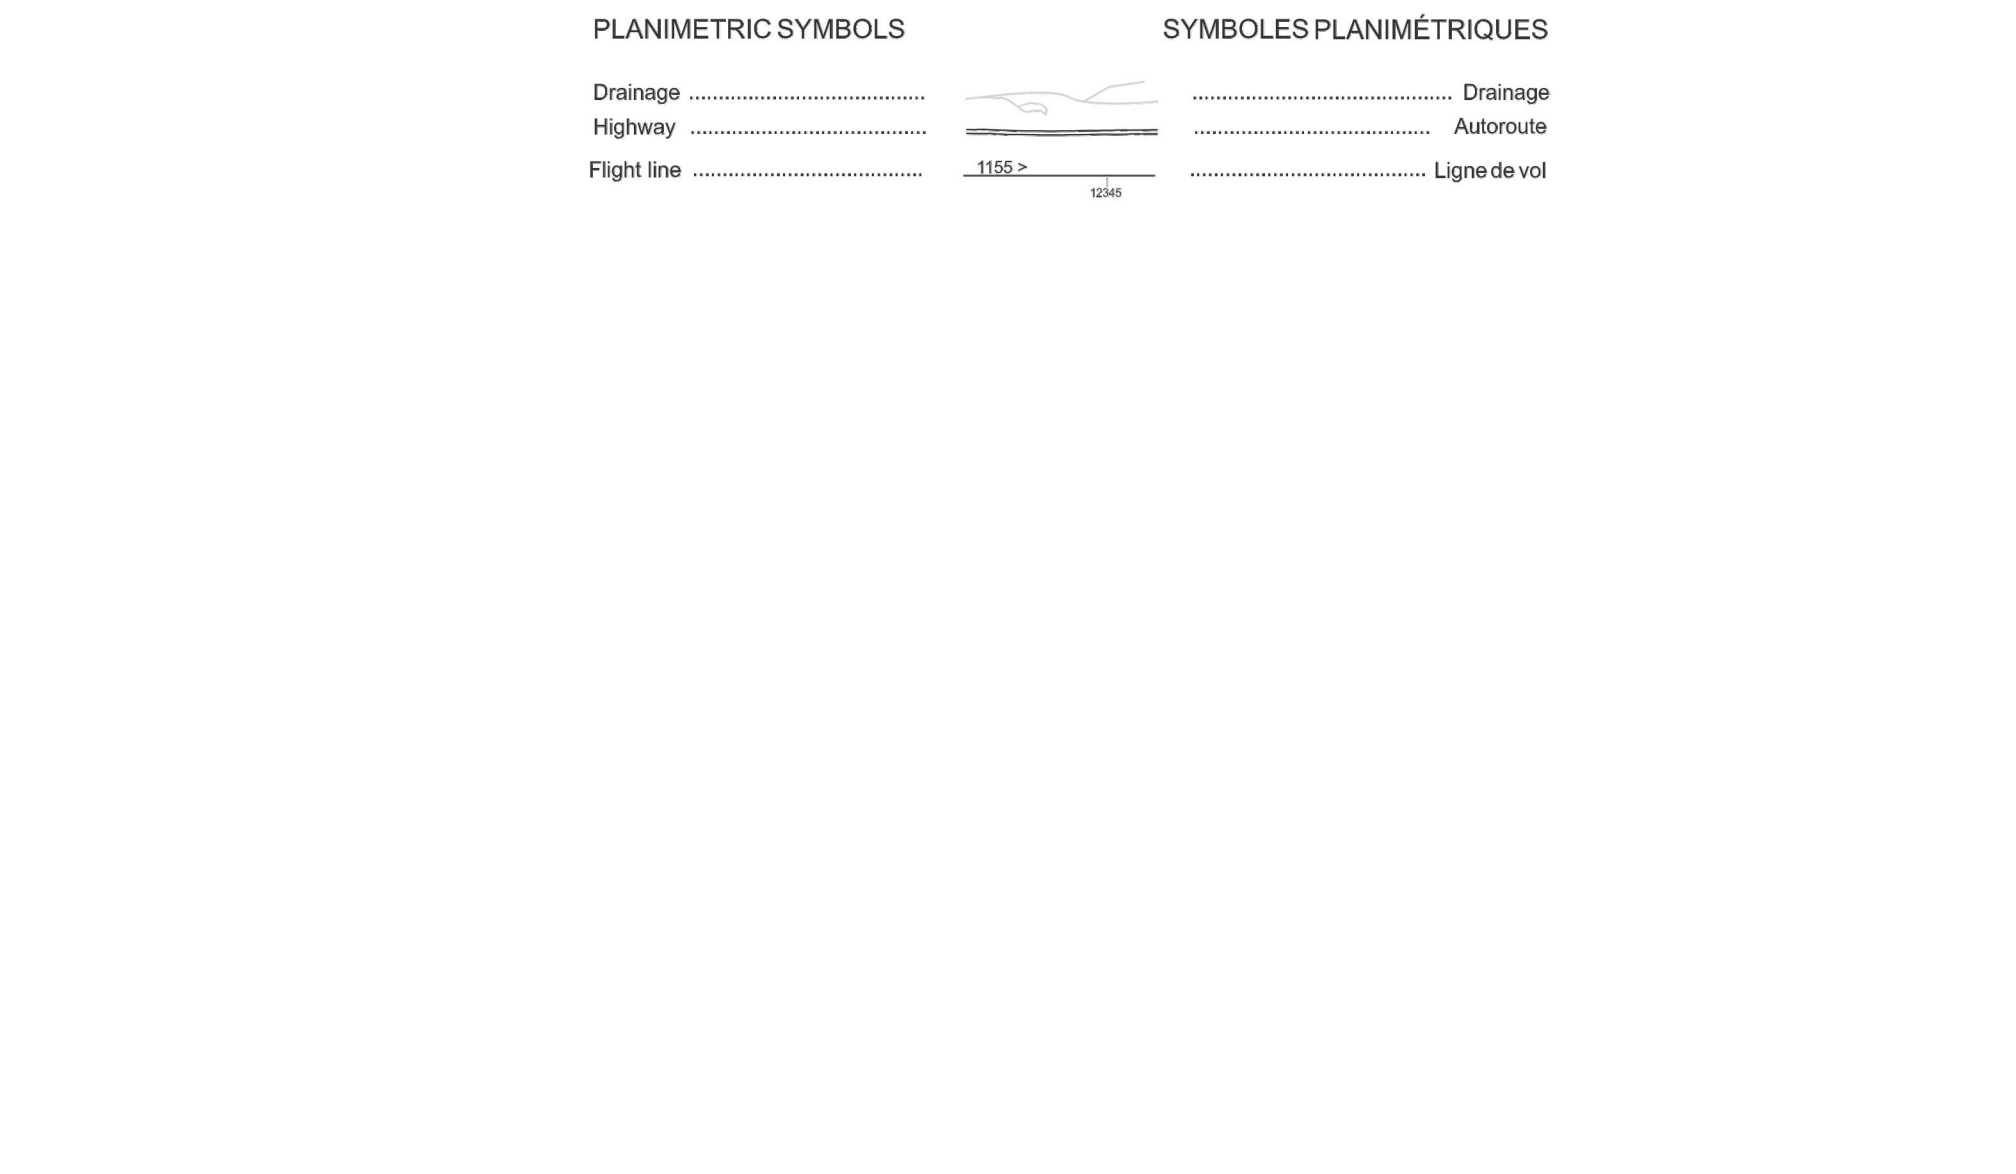 PLANIMETRIC SYMBOLS SYMBOLES PLANIMÉTRIQUES
Drainage ........................................ ............................................ Drainage
Highway ........................................ ........................................ Autoroute
Flight line ....................................... 1155 > ........................................ Ligne de vol
12345